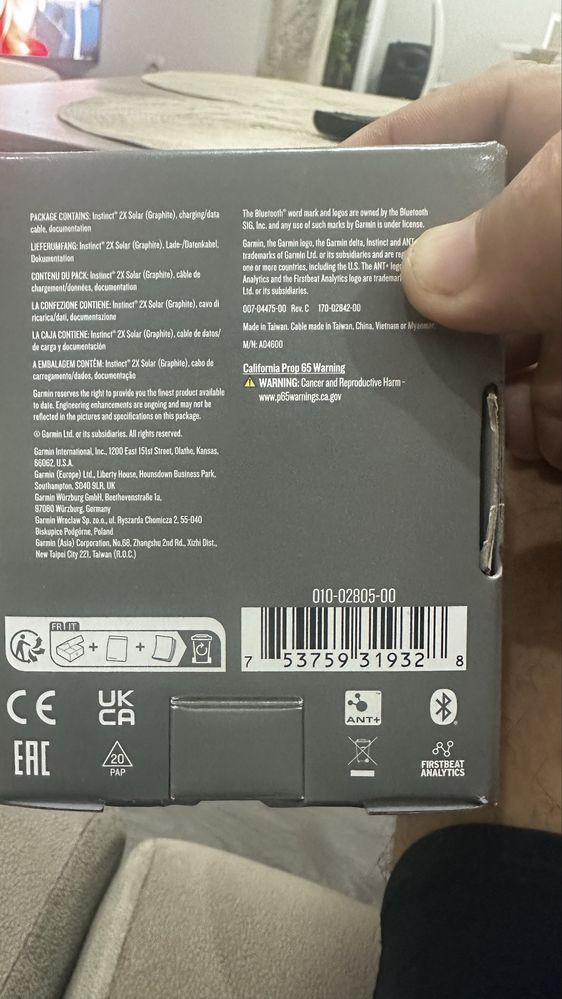 PACKAGE CONTAINS: Instinct® 2X Solar (Graphite), charging/data
cable, documentation
LIEFERUMFANG: Instinct® 2X Solar (Graphite), Lade-/Datenkabel,
Dokumentation
CONTENU DU PACK: Instinct® 2X Solar (Graphite), câble de
chargement/données, documentation
LA CONFEZIONE CONTIENE: Instinct® 2X Solar (Graphite), cavo di
ricarica/dati, documentazione
LA CAJA CONTIENE: Instinct® 2X Solar (Graphite), cable de datos/
de carga y documentación
A EMBALAGEM CONTÉM: Instinct® 2X Solar (Graphite), cabo de
carregamento/dados, documentação
Garmin reserves the right to provide you the finest product available
to date. Engineering enhancements are ongoing and may not be
reflected in the pictures and specifications on this package.
© Garmin Ltd. or its subsidiaries. All rights reserved.
Garmin International, Inc., 1200 East 151st Street, Olathe, Kansas,
66062, U.S.A.
Garmin (Europe) Ltd., Liberty House, Hounsdown Business Park,
Southampton, SO40 9LR, UK
Garmin Würzburg GmbH, Beethovenstraße 1a,
97080 Würzburg, Germany
Garmin Wroclaw Sp. zo.o., ul. Ryszarda Chomicza 2, 55-040
Biskupice Podgórne, Poland
Garmin (Asia) Corporation, No.68, Zhangshu 2nd Rd., Xizhi Dist.,
New Taipei City 221, Taiwan (R.O.C.)
The Bluetooth® word mark and logos are owned by the Bluetooth
SIG, Inc. and any use of such marks by Garmin is under license.
Garmin, the Garmin logo, the Garmin delta, Instinct and ANT+
trademarks of Garmin Ltd. or its subsidiaries and are
one or more countries, including the U.S. The ANT+
Analytics and the Firstbeat Analytics logo are
Ltd. or its subsidiaries.
007-04475-00 Rev. C 170-02842-00
Made in Taiwan. Cable made in Taiwan, China, Vietnam or Myanmar.
M/N: A04600
California Prop 65 Warning
WARNING: Cancer and Reproductive Harm -
www.p65warnings.ca.gov
010-02805-00
7 53759 31932 8
FR IT
CE
UK
CA
EAC
20
PAP
ANT+
FIRSTBEAT
ANALYTICS